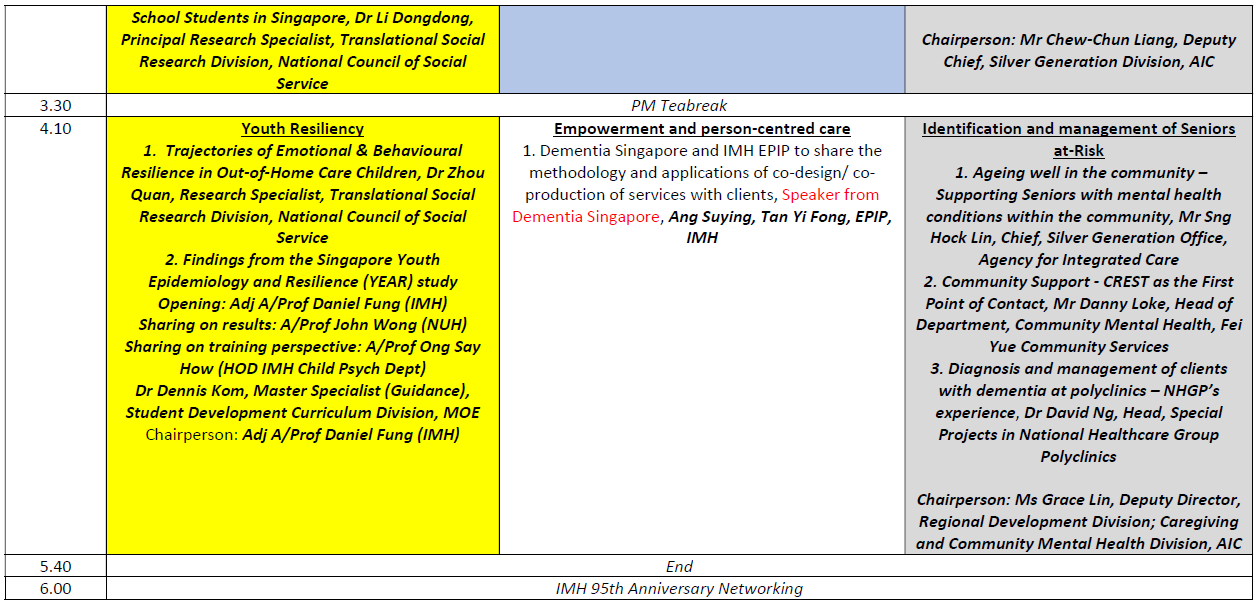 School Students in Singapore, Dr Li Dongdong,
Principal Research Specialist, Translational Social
Research Division, National Council of Social
Service
Chairperson: Mr Chew-Chun Liang, Deputy
Chief, Silver Generation Division, AIC
3.30
PM Teabreak
4.10
Youth Resiliency
1. Trajectories of Emotional & Behavioural
Resilience in Out-of-Home Care Children, Dr Zhou
Quan, Research Specialist, Translational Social
Research Division, National Council of Social
Service
2. Findings from the Singapore Youth
Epidemiology and Resilience (YEAR) study
Opening: Adj A/Prof Daniel Fung (IMH)
Sharing on results: A/Prof John Wong (NUH)
Sharing on training perspective: A/Prof Ong Say
How (HOD IMH Child Psych Dept)
Dr Dennis Kom, Master Specialist (Guidance),
Student Development Curriculum Division, MOE
Chairperson: Adj A/Prof Daniel Fung (IMH)
Empowerment and person-centred care
1. Dementia Singapore and IMH EPIP to share the
methodology and applications of co-design/ co-
production of services with clients, Speaker from
Dementia Singapore, Ang Suying, Tan Yi Fong, EPIP,
IMH
Identification and management of Seniors
at-Risk
1. Ageing well in the community –
Supporting Seniors with mental health
conditions within the community, Mr Sng
Hock Lin, Chief, Silver Generation Office,
Agency for Integrated Care
2. Community Support - CREST as the First
Point of Contact, Mr Danny Loke, Head of
Department, Community Mental Health, Fei
Yue Community Services
3. Diagnosis and management of clients
with dementia at polyclinics – NHGP’s
experience, Dr David Ng, Head, Special
Projects in National Healthcare Group
Polyclinics
Chairperson: Ms Grace Lin, Deputy Director,
Regional Development Division; Caregiving
and Community Mental Health Division, AIC
5.40
End
6.00
IMH 95th Anniversary Networking